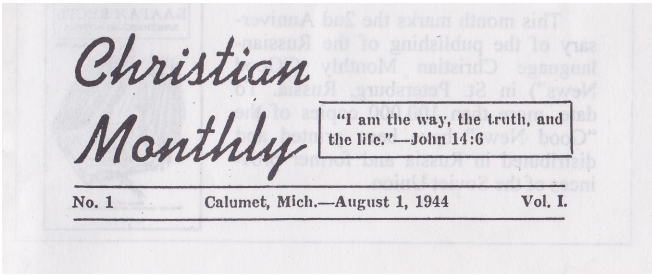 Christian
Monthly
"I am the way, the truth, and
the life."—John 14:6
No. 1 Calumet, Mich.—August 1, 1944 Vol. I.